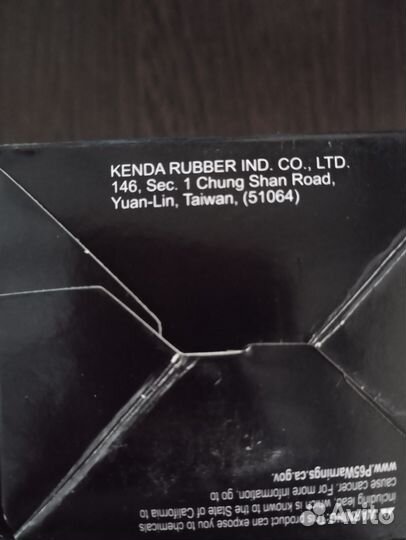 KENDA RUBBER IND. CO., LTD.
146, Sec. 1 Chung Shan Road,
Yuan-Lin, Taiwan, (51064)
product can expose you to chemicals
including lead, which is known to the State of California to
cause cancer. For more information, go to
www.P65Warnings.ca.gov.
Avito